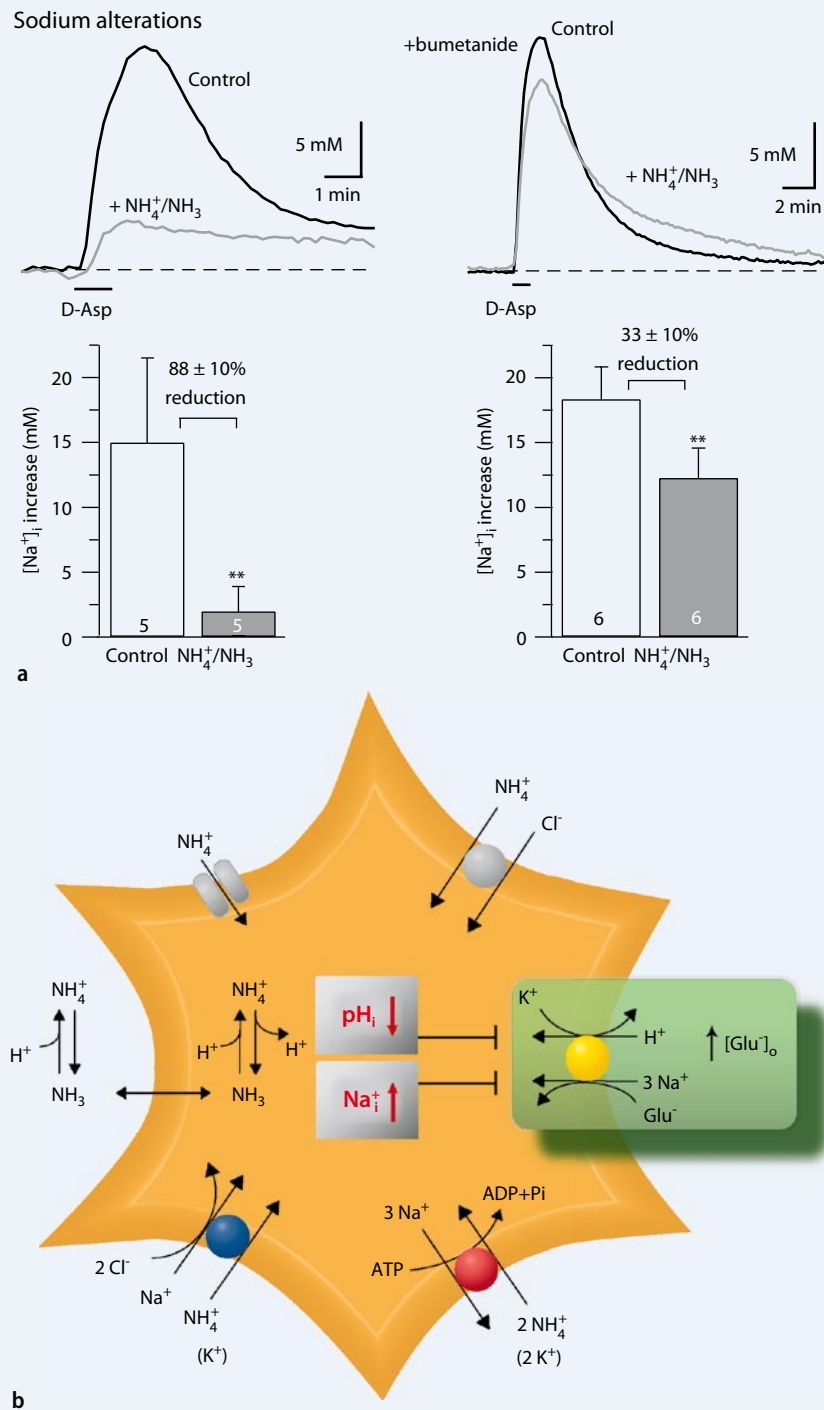 Sodium alterations
Control
5 mM
1 min
+ NH₄⁺/NH₃
D-Asp
+bumetanide
Control
5 mM
2 min
+ NH₄⁺/NH₃
D-Asp
[Na⁺]ᵢ increase (mM)
20
15
10
5
0
88 ± 10%
reduction
**
5
5
Control NH₄⁺/NH₃
[Na⁺]ᵢ increase (mM)
20
15
10
5
0
33 ± 10%
reduction
**
6
6
Control NH₄⁺/NH₃
a
NH₄⁺
NH₄⁺
Cl⁻
NH₄⁺
H⁺
NH₃
NH₄⁺
H⁺
H⁺
NH₃
pHᵢ
Naᵢ⁺
K⁺
H⁺
3 Na⁺
Glu⁻
[Glu⁻]ₒ
2 Cl⁻
Na⁺
NH₄⁺
(K⁺)
3 Na⁺
ADP+Pi
ATP
2 NH₄⁺
(2 K⁺)
b